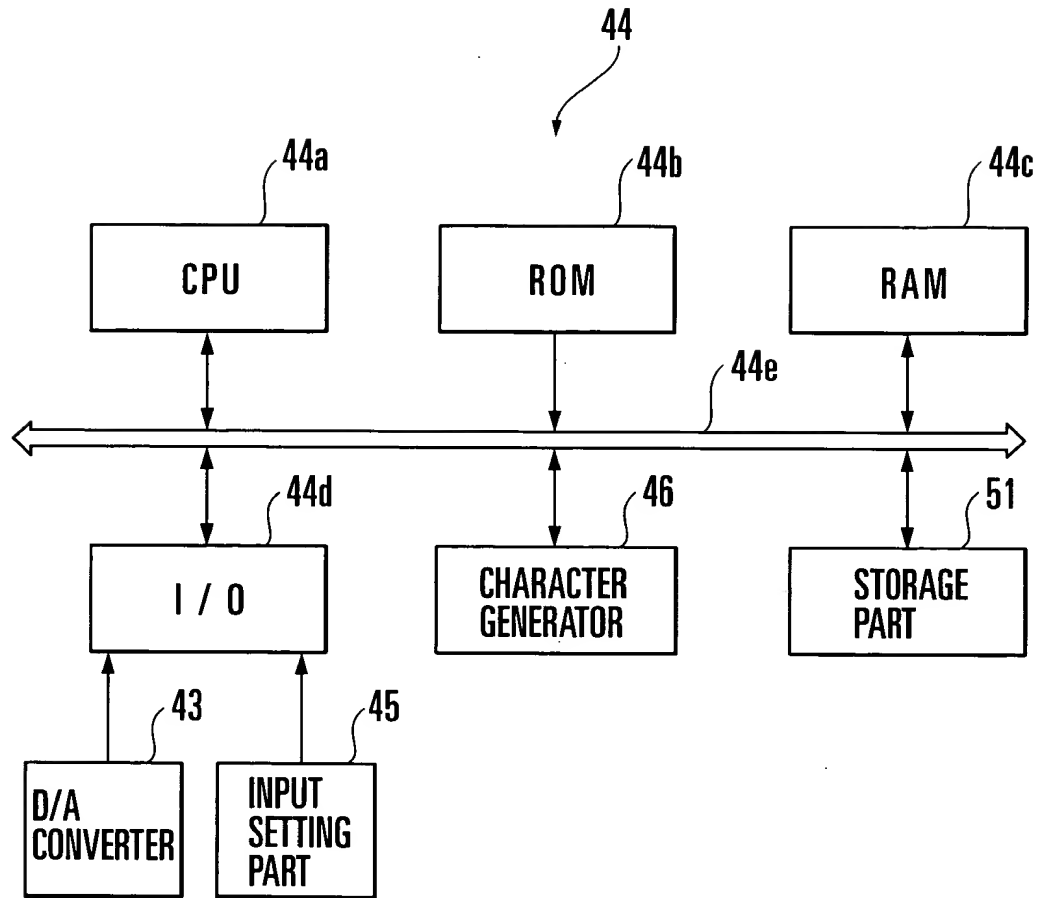 44
44a
44b
44c
CPU
ROM
RAM
44e
44d
46
51
I / O
CHARACTER
GENERATOR
STORAGE
PART
43
45
D/A
CONVERTER
INPUT
SETTING
PART